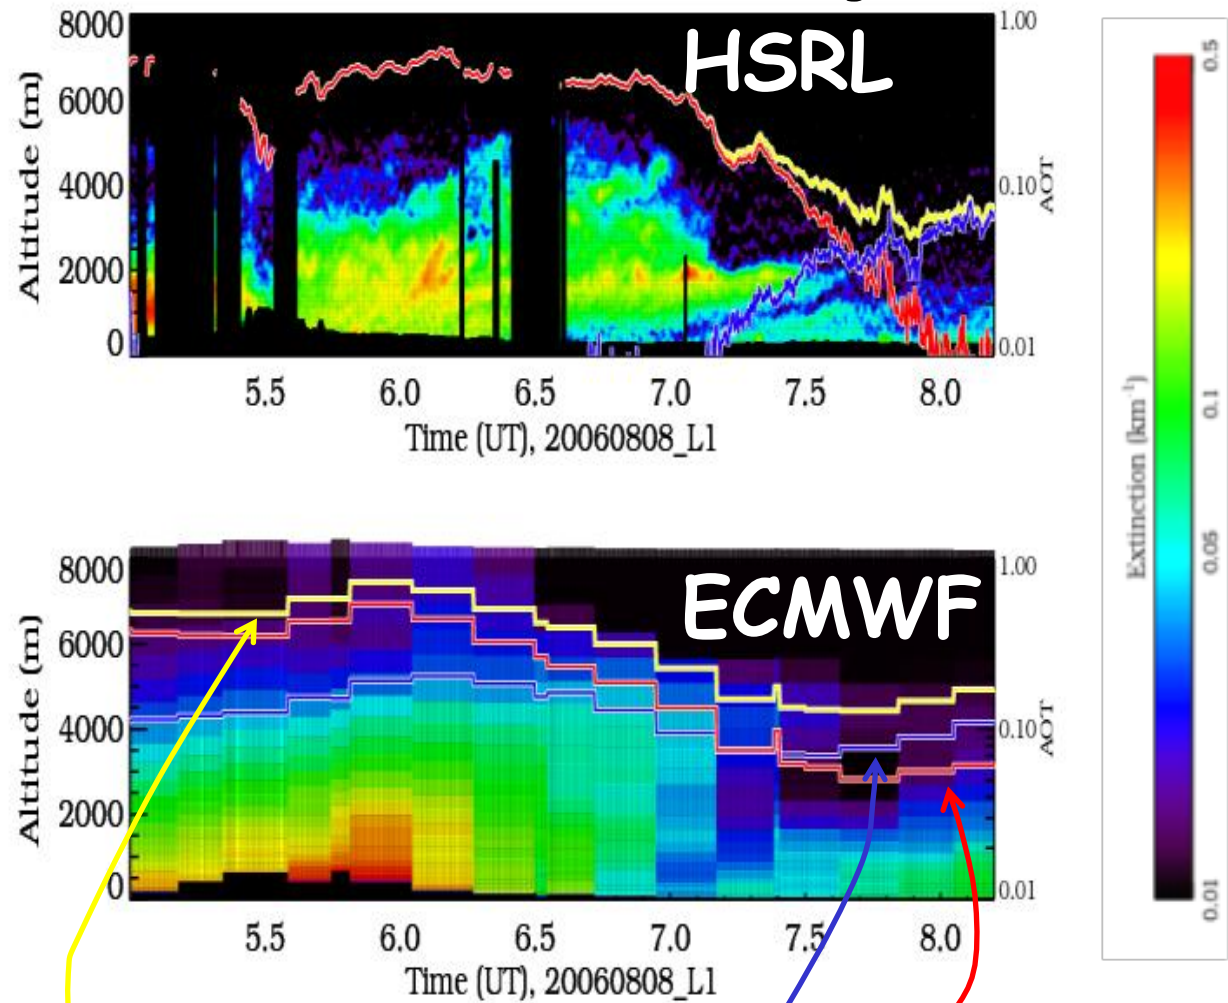 HSRL
8000
6000
4000
2000
0
Altitude (m)
1.00
0.10
0.01
AOT
5.5 6.0 6.5 7.0 7.5 8.0
Time (UT), 20060808_L1
ECMWF
8000
6000
4000
2000
0
Altitude (m)
1.00
0.10
0.01
AOT
5.5 6.0 6.5 7.0 7.5 8.0
Time (UT), 20060808_L1
0.5
0.1
0.05
0.01
Extinction (km⁻¹)